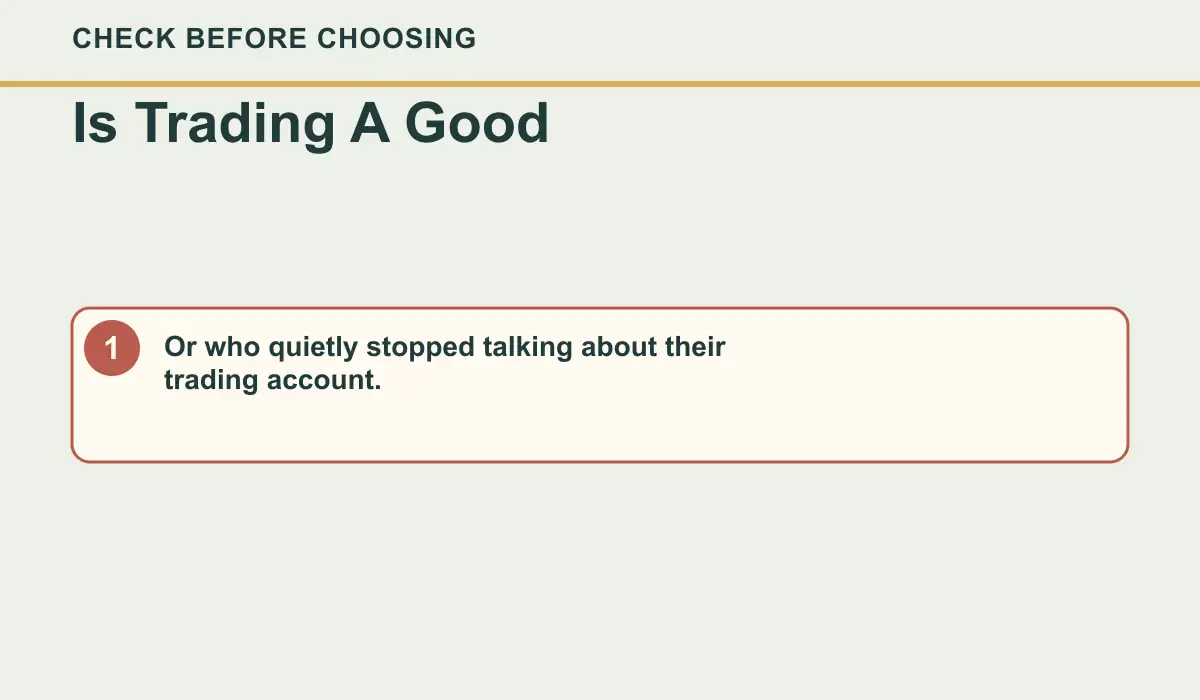 CHECK BEFORE CHOOSING
Is Trading A Good
1
Or who quietly stopped talking about their
trading account.